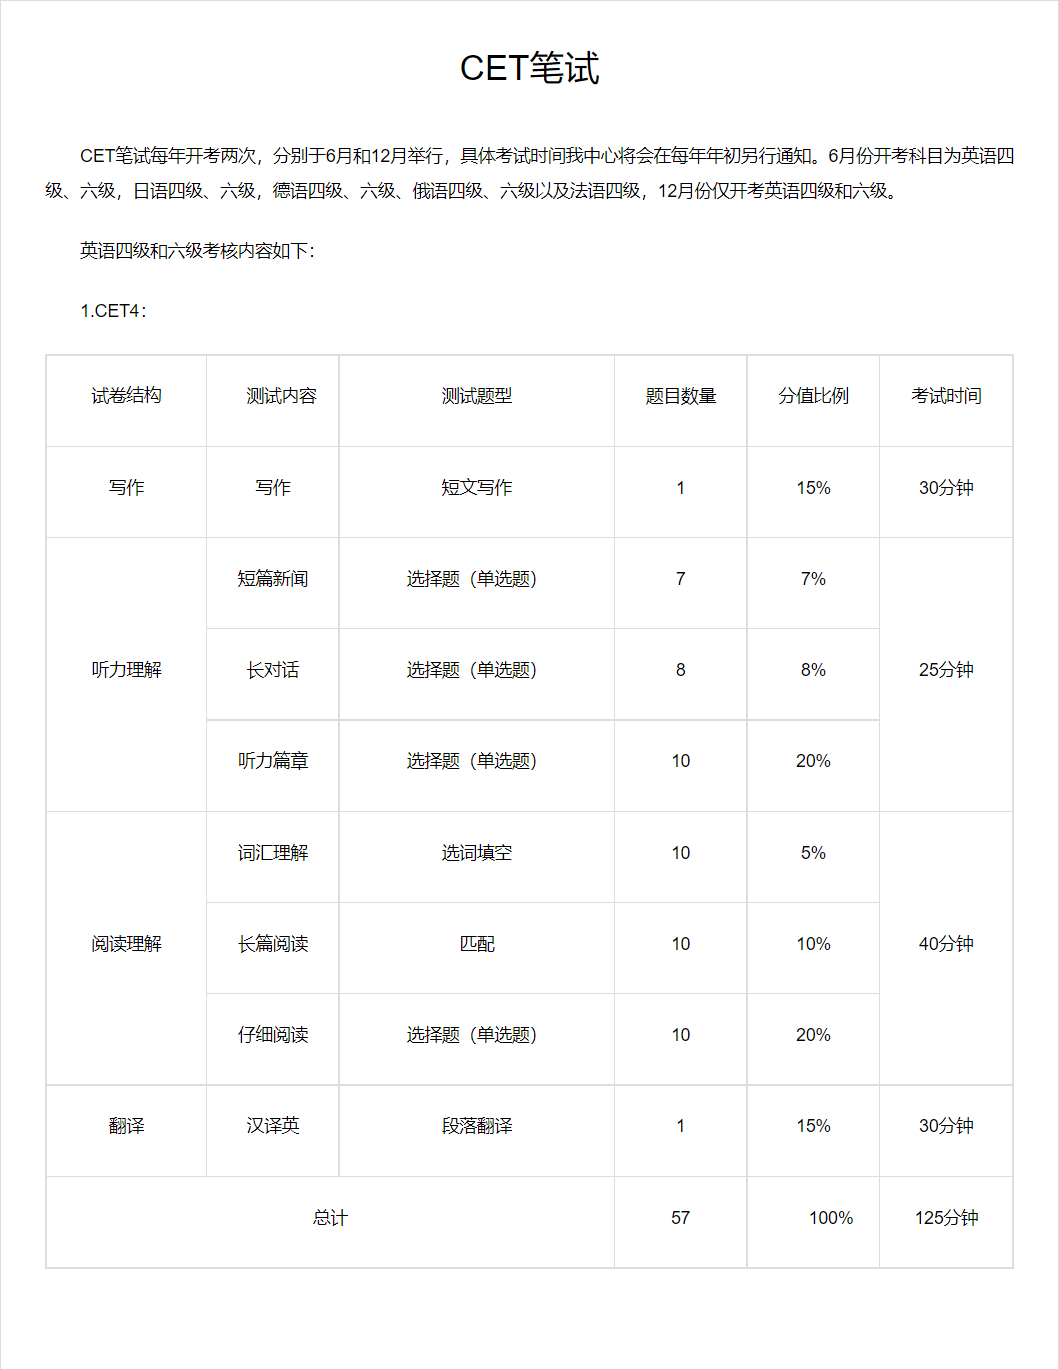 CET笔试
CET笔试每年开考两次，分别于6月和12月举行，具体考试时间我中心将会在每年年初另行通知。6月份开考科目为英语四
级、六级，日语四级、六级，德语四级、六级、俄语四级、六级以及法语四级，12月份仅开考英语四级和六级。
英语四级和六级考核内容如下：
1.CET4：
试卷结构 测试内容 测试题型 题目数量 分值比例 考试时间
写作 写作 短文写作 1 15% 30分钟
短篇新闻 选择题（单选题） 7 7%
听力理解 长对话 选择题（单选题） 8 8% 25分钟
听力篇章 选择题（单选题） 10 20%
词汇理解 选词填空 10 5%
阅读理解 长篇阅读 匹配 10 10% 40分钟
仔细阅读 选择题（单选题） 10 20%
翻译 汉译英 段落翻译 1 15% 30分钟
总计 57 100% 125分钟